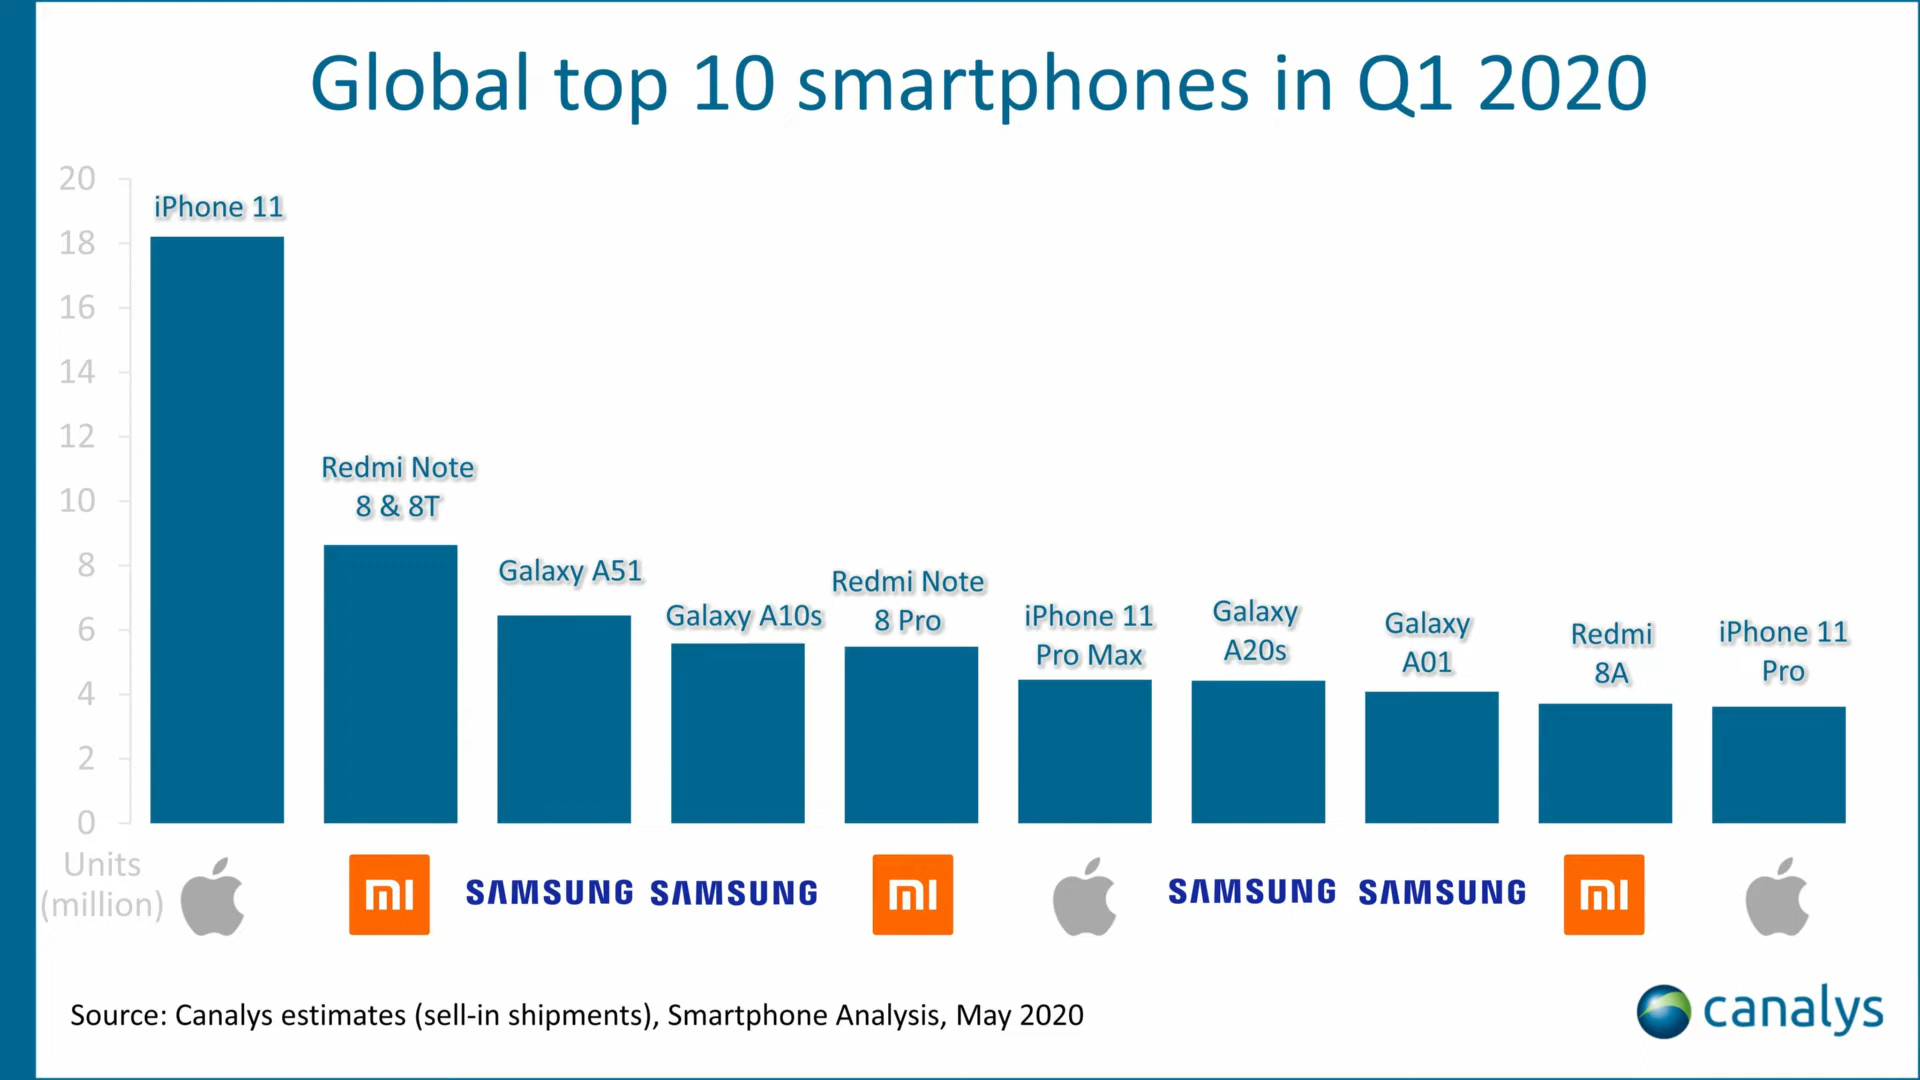 Global top 10 smartphones in Q1 2020
20
18
16
14
12
10
8
6
4
2
0
Units
(million)
iPhone 11
Redmi Note
8 & 8T
Galaxy A51
Galaxy A10s
Redmi Note
8 Pro
iPhone 11
Pro Max
Galaxy
A20s
Galaxy
A01
Redmi
8A
iPhone 11
Pro
MI
SAMSUNG
SAMSUNG
MI
SAMSUNG
SAMSUNG
MI
Source: Canalys estimates (sell-in shipments), Smartphone Analysis, May 2020
canalys